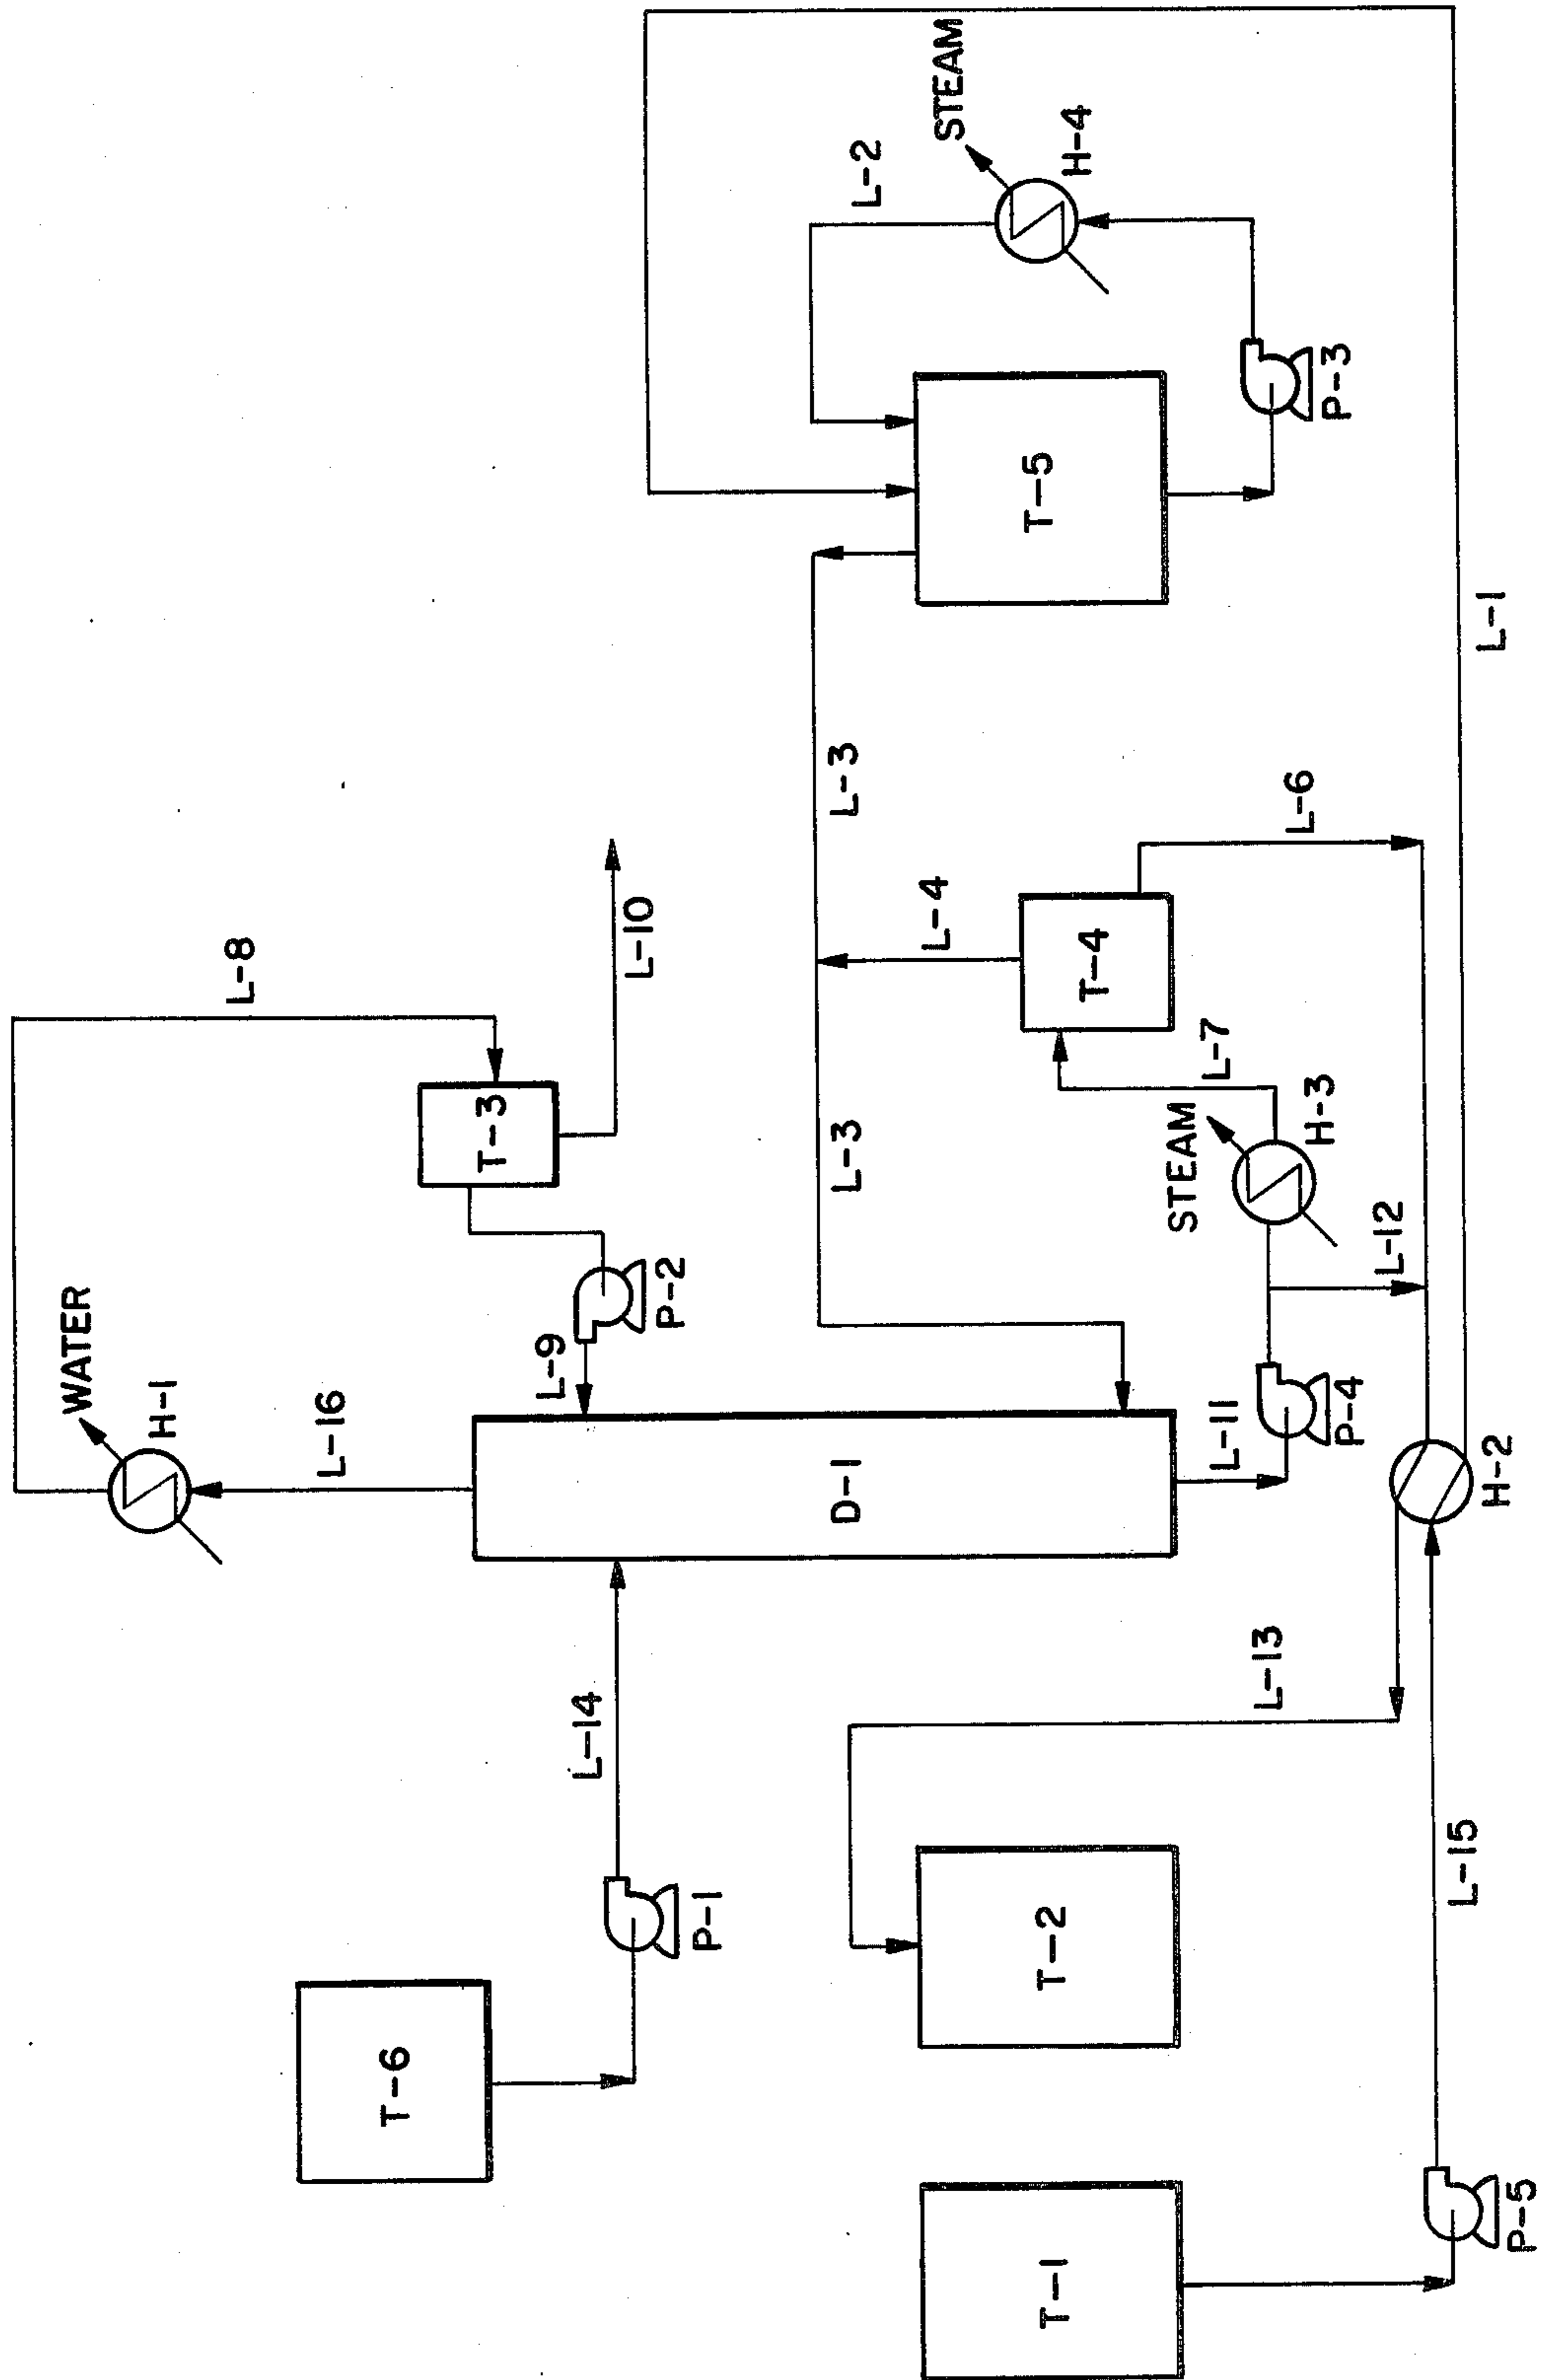 WATER
H-1
L-8
L-16
T-6
T-3
P-1
L-14
L-9
P-2
L-10
STEAM
L-2
H-4
L-3
L-3
D-1
T-1
T-2
T-4
L-4
T-5
L-13
L-11
P-4
STEAM
H-3
L-7
L-12
L-6
P-3
P-5
L-15
H-2
L-1